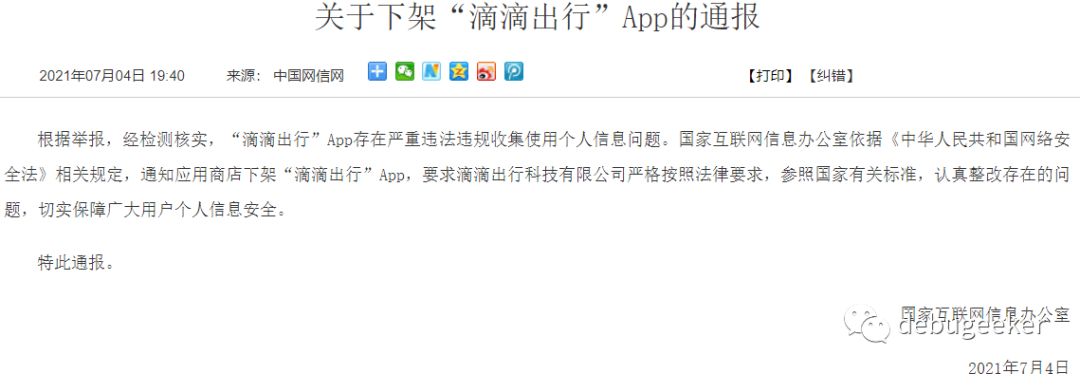 关于下架“滴滴出行”App的通报
2021年07月04日 19:40 来源： 中国网信网 【打印】【纠错】
根据举报，经检测核实，“滴滴出行”App存在严重违法违规收集使用个人信息问题。国家互联网信息办公室依据《中华人民共和国网络安
全法》相关规定，通知应用商店下架“滴滴出行”App，要求滴滴出行科技有限公司严格按照法律要求，参照国家有关标准，认真整改存在的问
题，切实保障广大用户个人信息安全。
特此通报。
国家互联网信息办公室
debugeeker
2021年7月4日